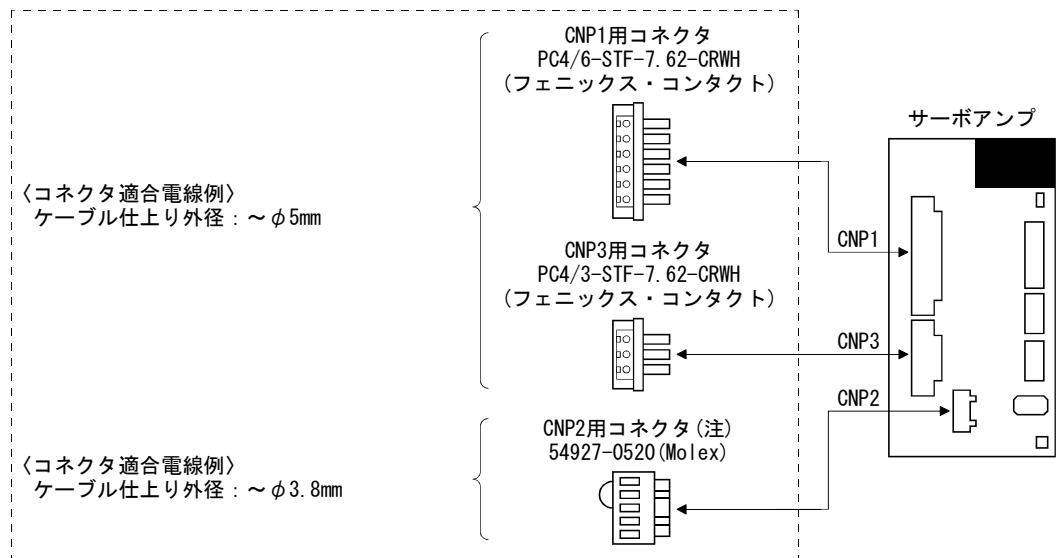 CNP1用コネクタ
PC4/6-STF-7.62-CRWH
(フェニックス・コンタクト)
サーボアンプ
〈コネクタ適合電線例〉
ケーブル仕上り外径:~φ5mm
CNP1
CNP3用コネクタ
PC4/3-STF-7.62-CRWH
(フェニックス・コンタクト)
CNP3
CNP2
CNP2用コネクタ(注)
54927-0520(Molex)
〈コネクタ適合電線例〉
ケーブル仕上り外径:~φ3.8mm